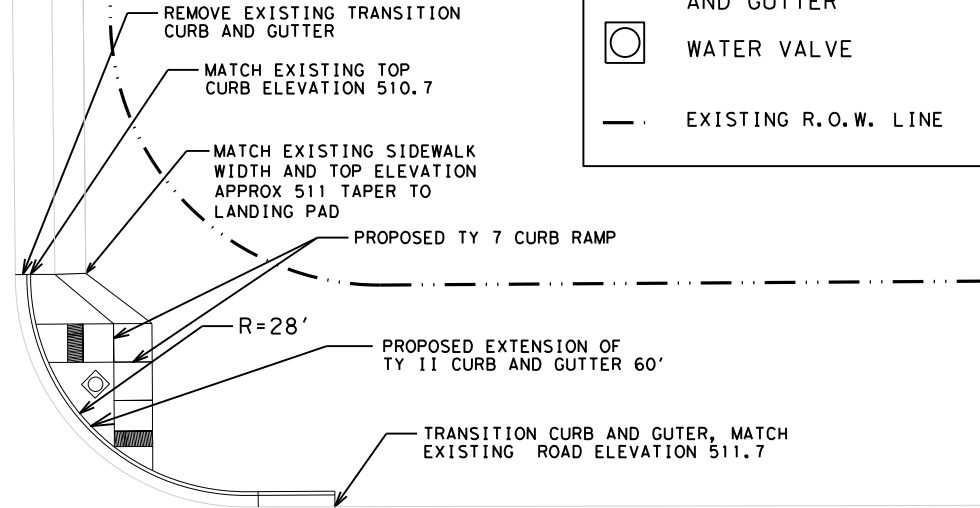 REMOVE EXISTING TRANSITION
CURB AND GUTTER
MATCH EXISTING TOP
CURB ELEVATION 510.7
MATCH EXISTING SIDEWALK
WIDTH AND TOP ELEVATION
APPROX 511 TAPER TO
LANDING PAD
PROPOSED TY 7 CURB RAMP
R=28'
PROPOSED EXTENSION OF
TY II CURB AND GUTTER 60'
TRANSITION CURB AND GUTER, MATCH
EXISTING ROAD ELEVATION 511.7
AND GUTTER
WATER VALVE
EXISTING R.O.W. LINE